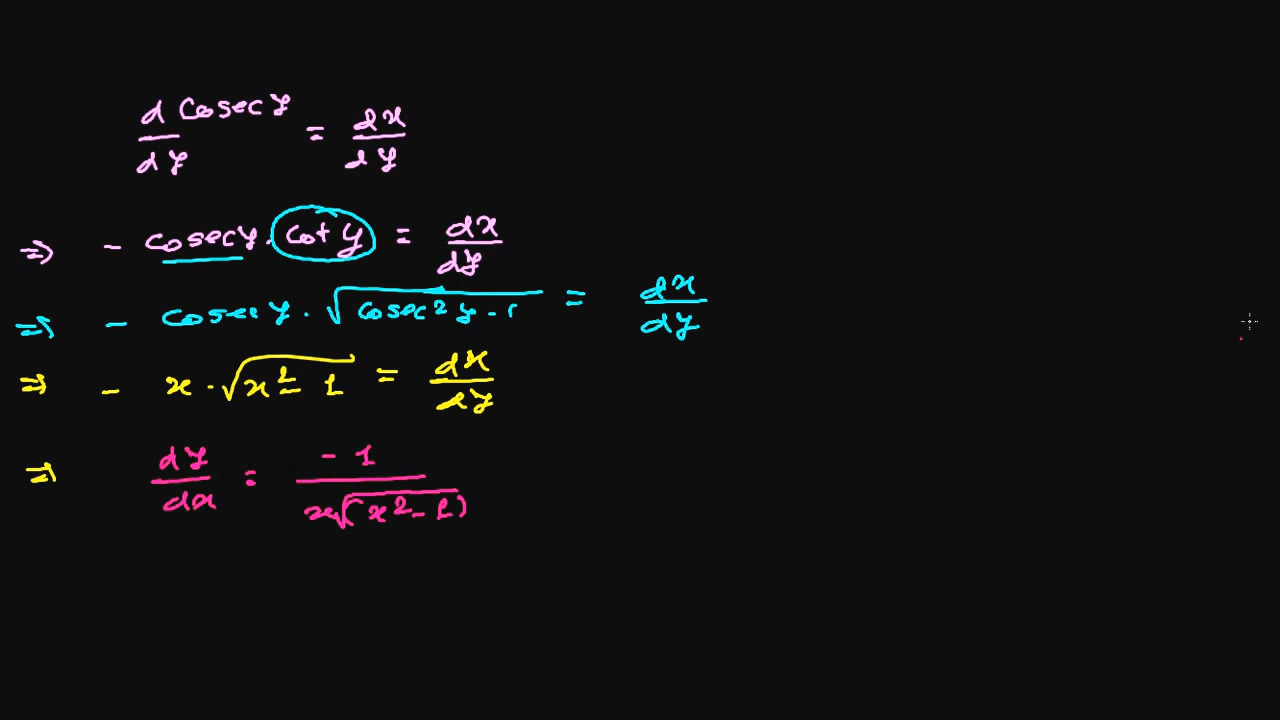 d cosec y / dy = dx / dy
⇒ - cosec y . cot y = dx / dy
⇒ - cosec y . √(cosec² y - 1) = dx / dy
⇒ - x . √(x² - 1) = dx / dy
⇒ dy / dx = -1 / x√(x² - 1)